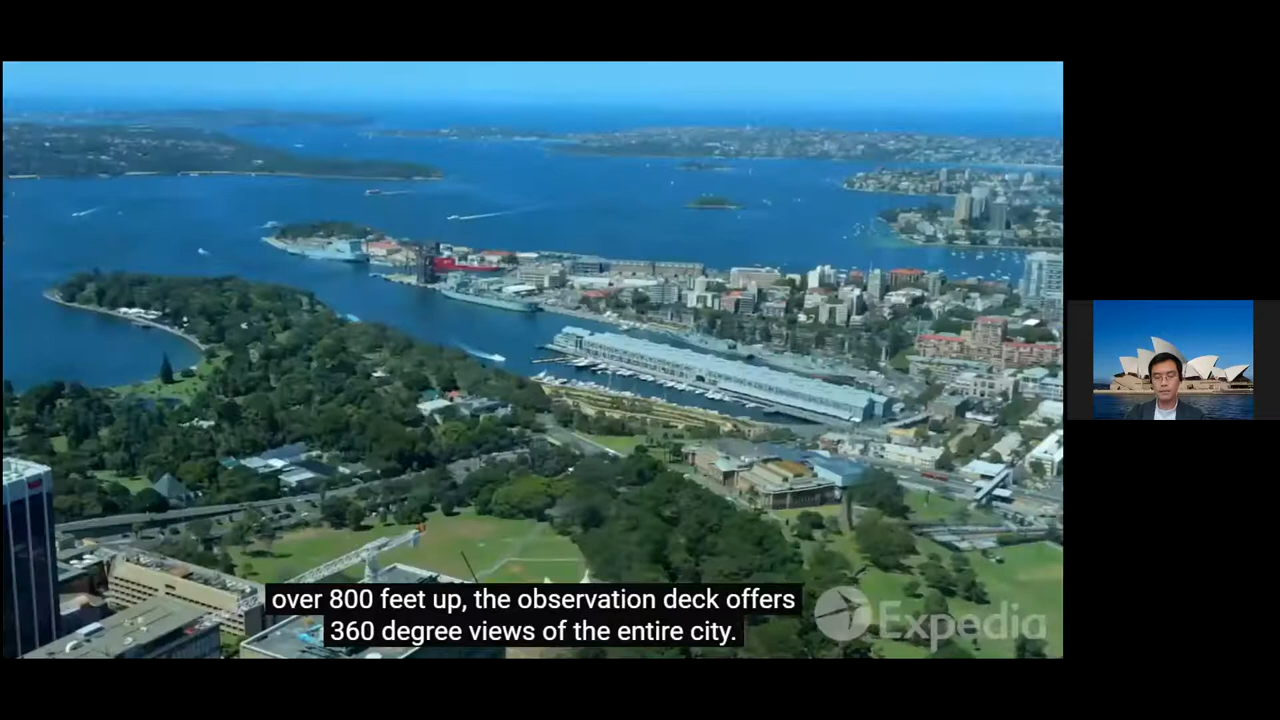 over 800 feet up, the observation deck offers
360 degree views of the entire city.
Expedia